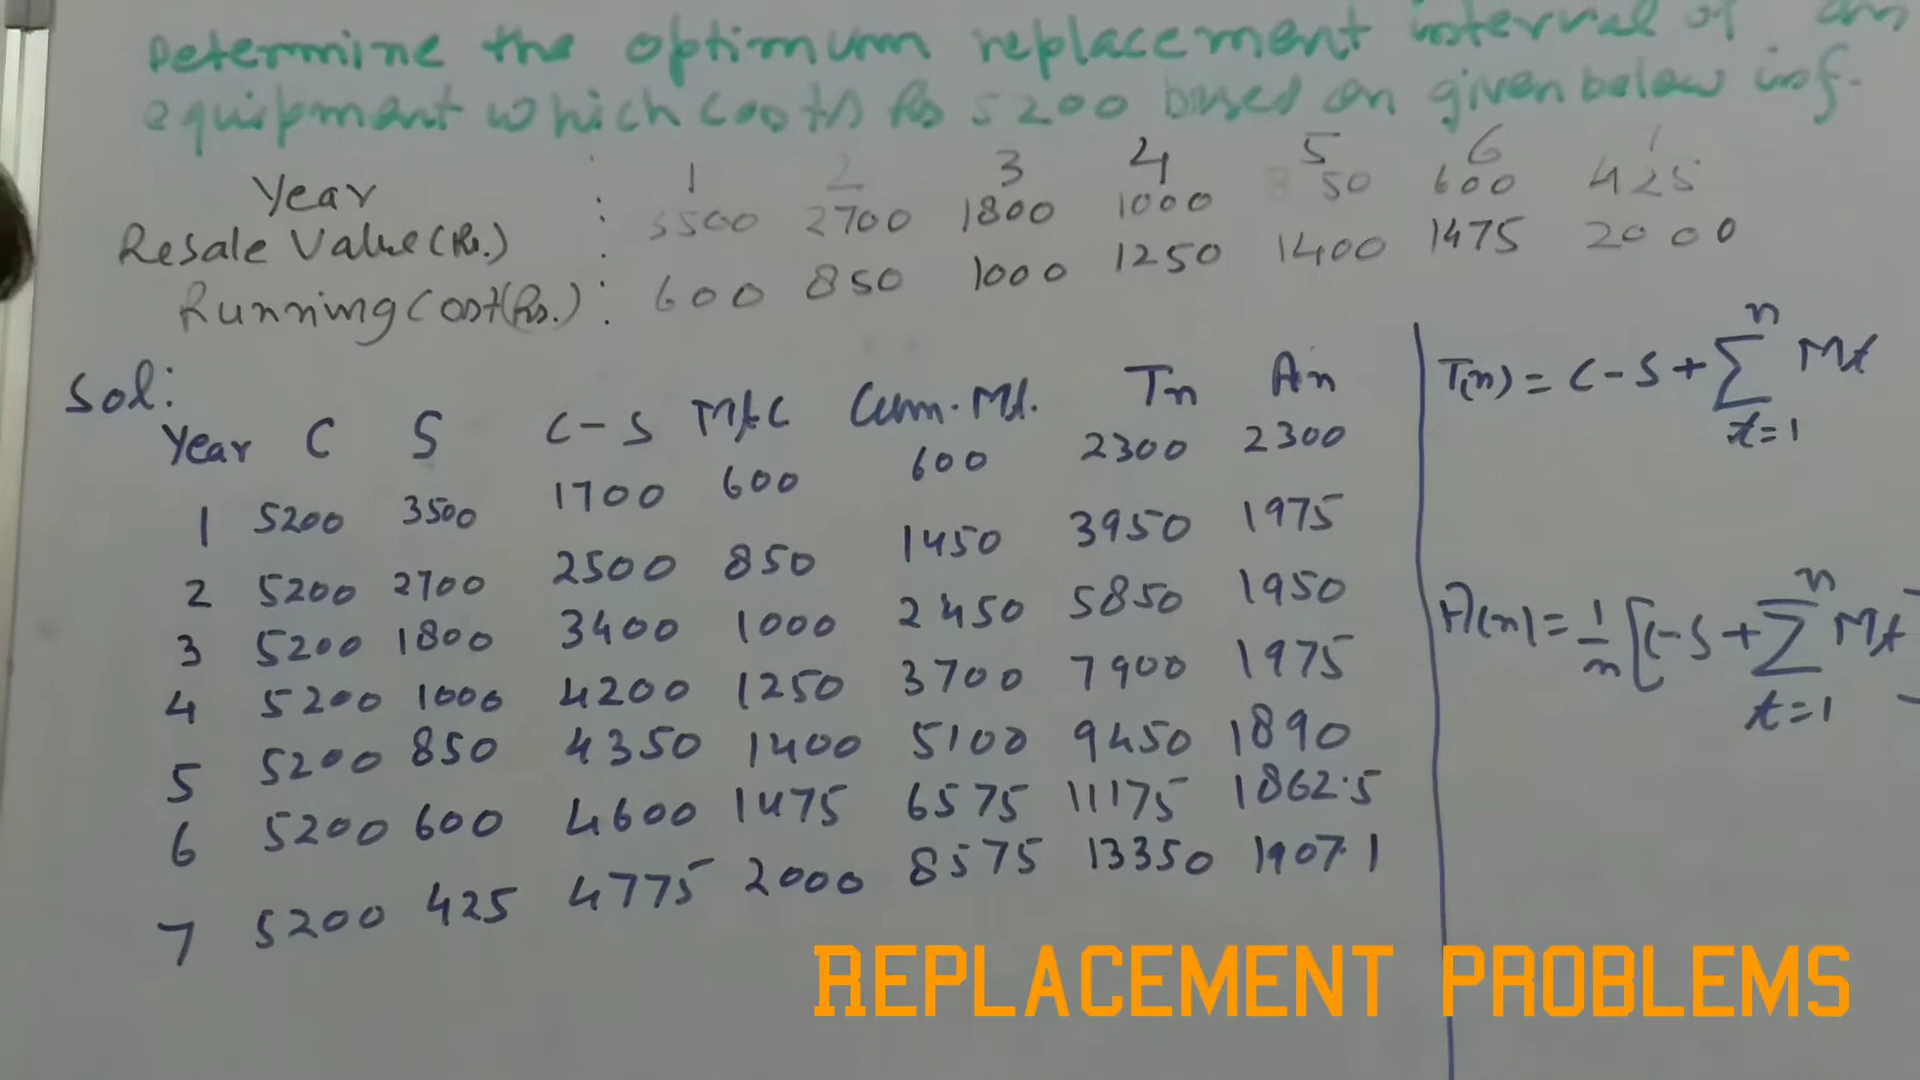 Determine the optimum replacement interval of an
equipment which costs Rs 5200 based on given below inf.
Year : 1 2 3 4 5 6
Resale Value (Rs.) : 3500 2700 1800 1000 850 600 425
Running Cost (Rs.) : 600 850 1000 1250 1400 1475 2000
Sol:
Year C S C-S MtC Cum. Mt. Tn An
1 5200 3500 1700 600 600 2300 2300
2 5200 2700 2500 850 1450 3950 1975
3 5200 1800 3400 1000 2450 5850 1950
4 5200 1000 4200 1250 3700 7900 1975
5 5200 850 4350 1400 5100 9450 1890
6 5200 600 4600 1475 6575 11175 1862.5
7 5200 425 4775 2000 8575 13350 1907.1
T(n) = C-S + n∑t=1 Mt
A(n) = 1/n [C-S + n∑t=1 Mt]
REPLACEMENT PROBLEMS